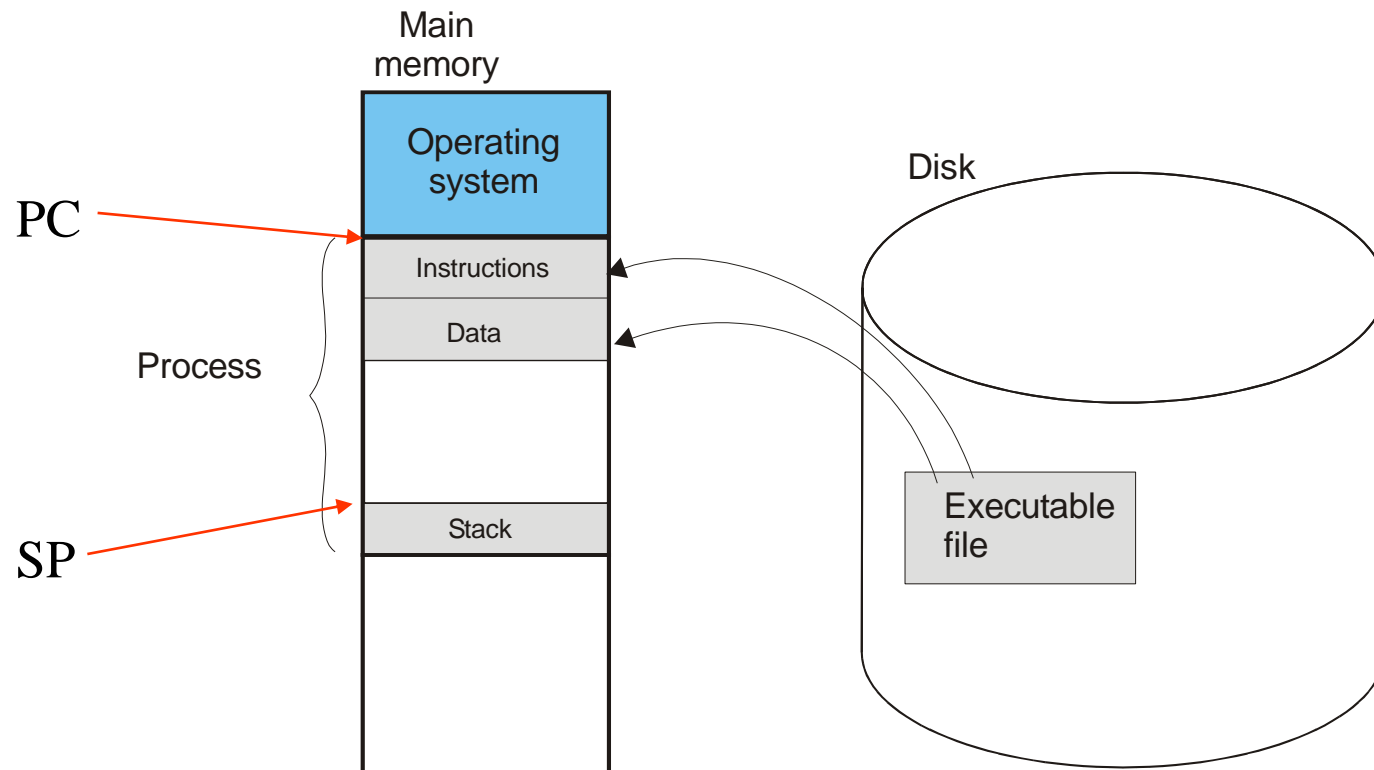 Main
memory
Operating
system
Disk
PC
Instructions
Data
Process
Executable
file
Stack
SP